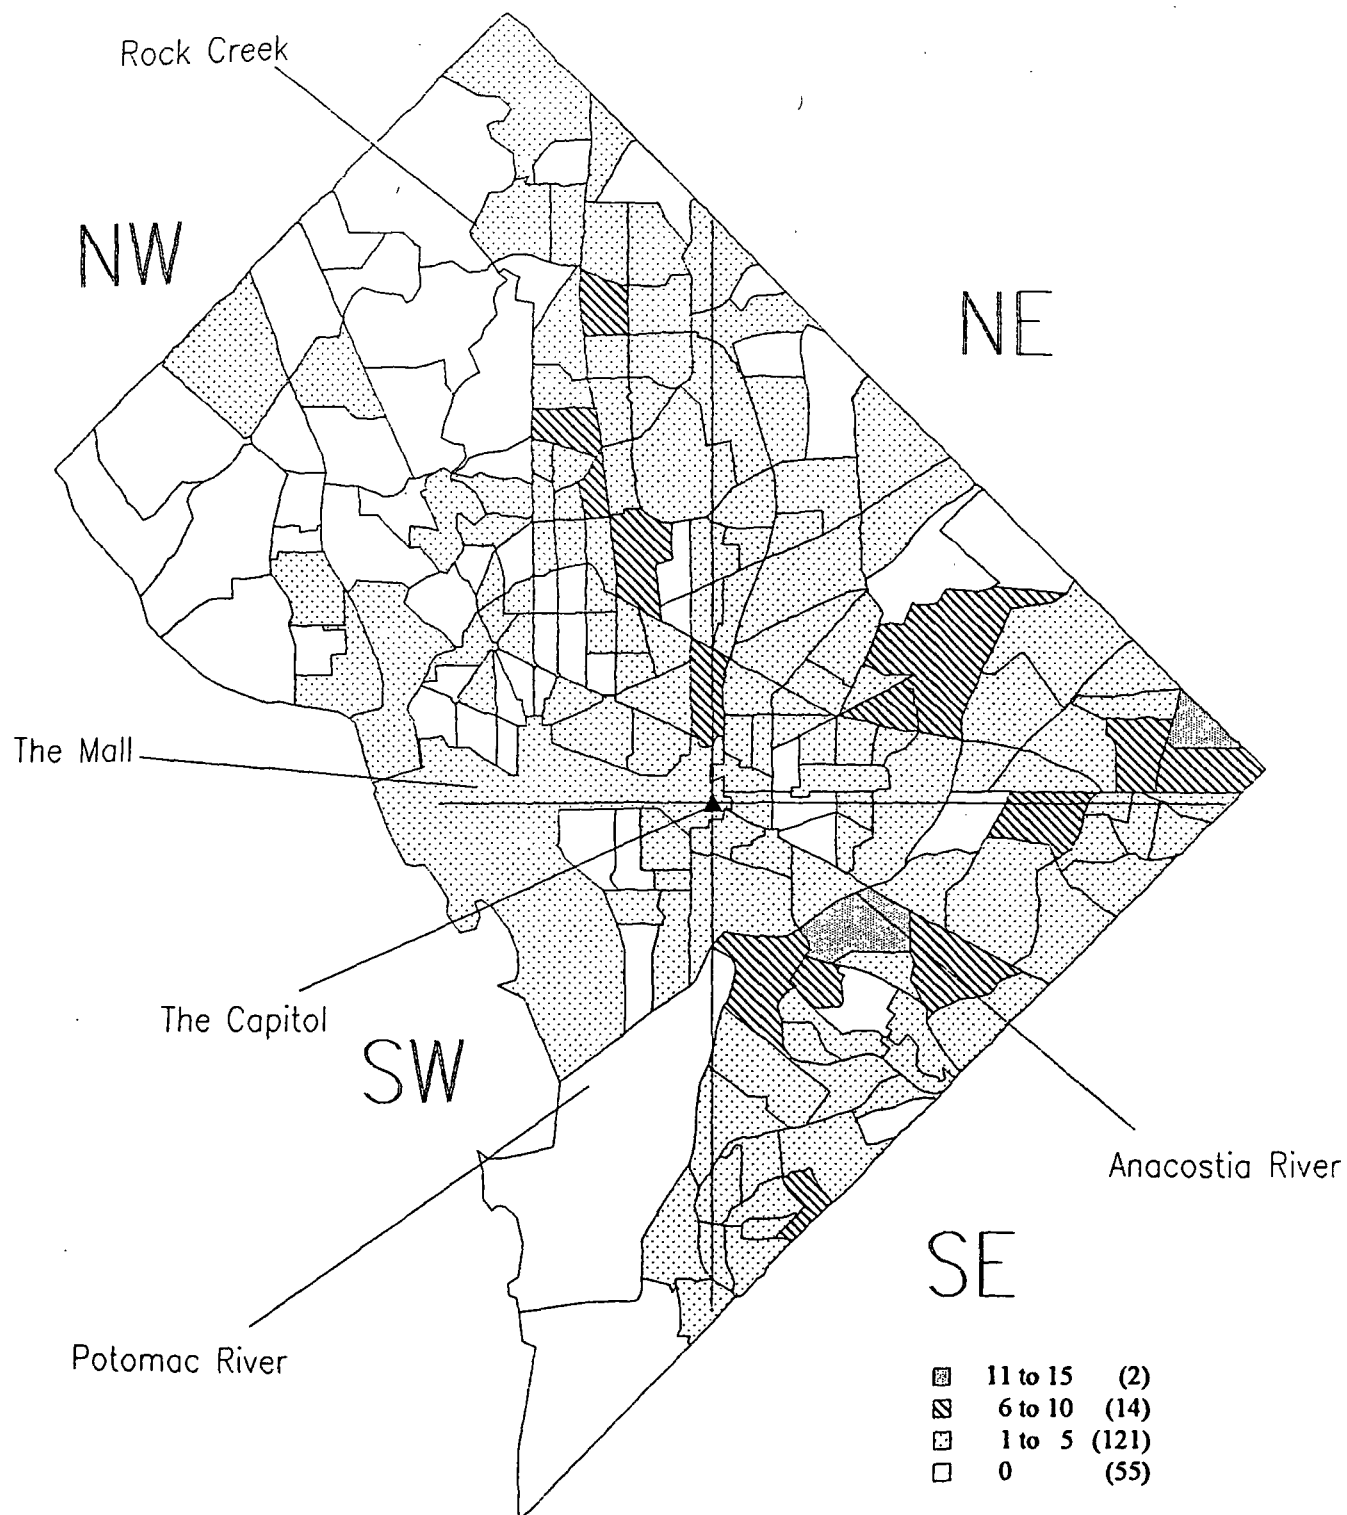 Rock Creek
NW
NE
The Mall
The Capitol
SW
Anacostia River
SE
Potomac River
11 to 15 (2)
6 to 10 (14)
1 to 5 (121)
0 (55)